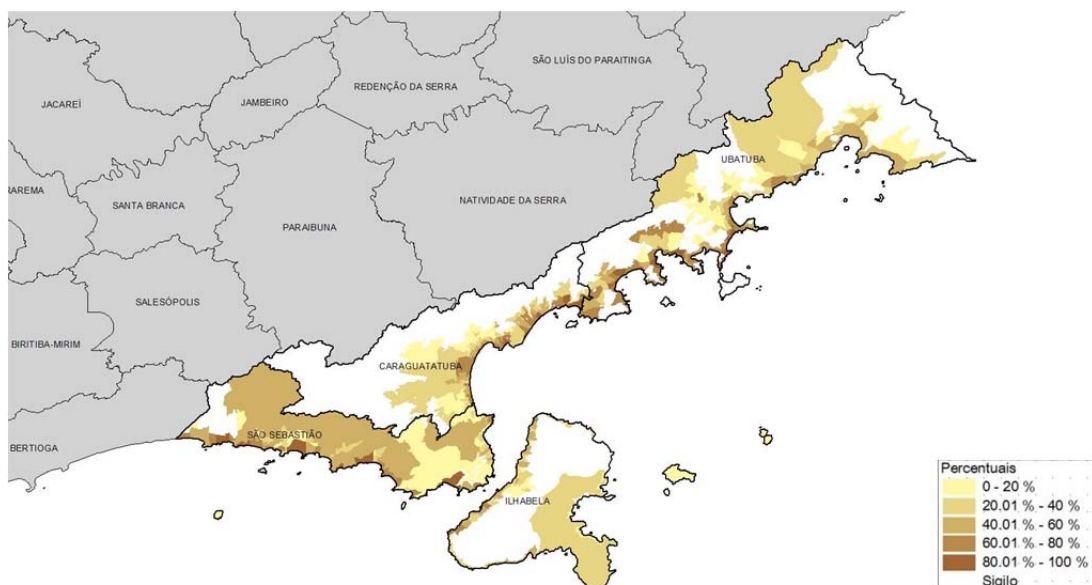 SÃO LUÍS DO PARAITINGA
REDENÇÃO DA SERRA
JACAREÍ
JAMBEIRO
UBATUBA
RAREMA
SANTA BRANCA
NATIVIDADE DA SERRA
PARAIBUNA
SALESÓPOLIS
BIRITIBA-MIRIM
CARAGUATATUBA
SÃO SEBASTIÃO
BERTIOGA
ILHABELA
Percentuais
0 - 20 %
20.01 % - 40 %
40.01 % - 60 %
60.01 % - 80 %
80.01 % - 100 %
Sigilo